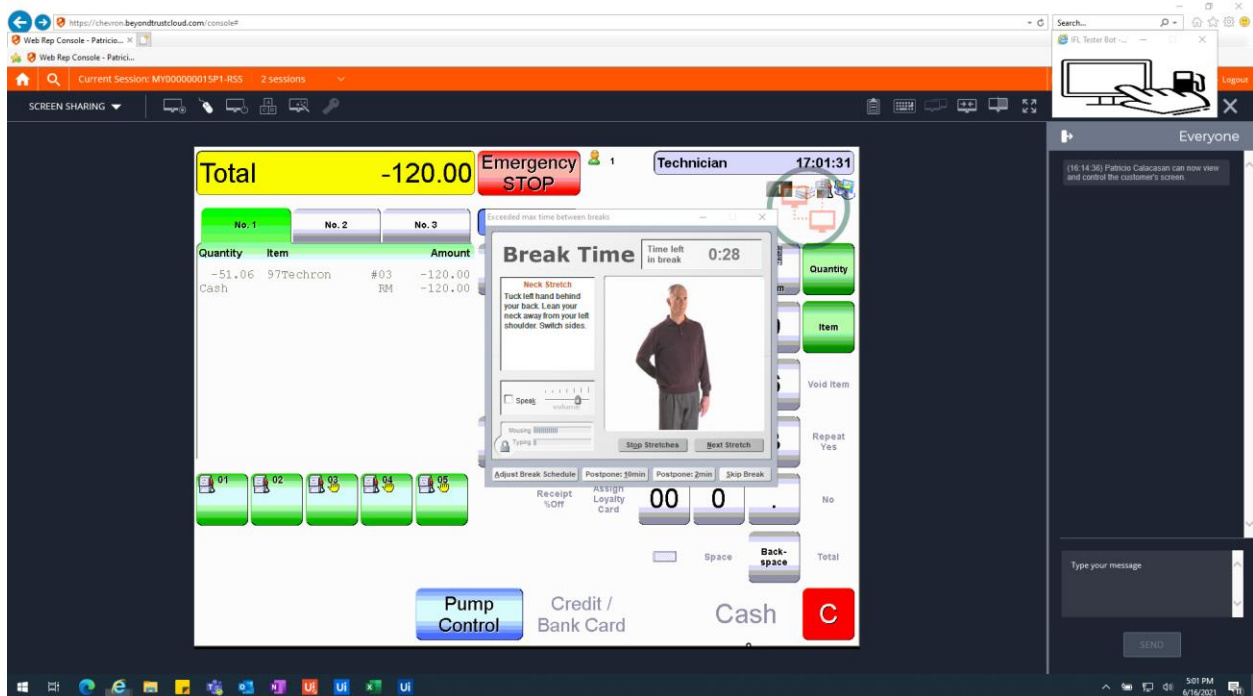 https://chevron.beyondtrustcloud.com/console#
Search...
Web Rep Console - Patricio...
IFL Tester Bot -...
Web Rep Console - Patrici...
Current Session: MY000000015P1-RSS 2 sessions
Logout
SCREEN SHARING
Everyone
(16:14:36) Patricio Calacasan can now view
and control the customer's screen.
Total -120.00
Emergency
STOP
1
Technician 17:01:31
1
No. 1 No. 2 No. 3
Quantity Item Amount
-51.06 97Techron #03 -120.00
Cash RM -120.00
Exceeded max time between breaks
Break Time
Time left
in break
0:28
Neck Stretch
Tuck left hand behind
your back. Lean your
neck away from your left
shoulder. Switch sides.
Speak
volume
Mousing
Typing
Stop Stretches Next Stretch
Adjust Break Schedule Postpone: 10min Postpone: 2min Skip Break
Quantity
Item
Void Item
Repeat
Yes
01 02 03 04 05
Receipt
%Off
Assign
Loyalty
Card
00 0 .
No
Space
Back-
space
Total
Pump
Control
Credit /
Bank Card
Cash
C
Type your message
SEND
5:01 PM
6/16/2021